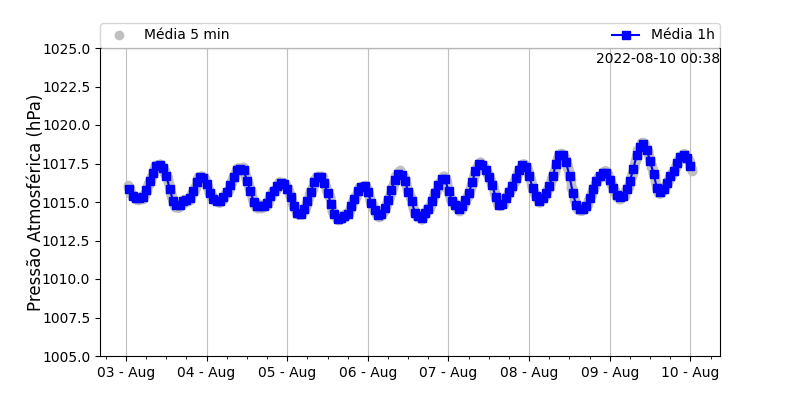 Média 5 min
Média 1h
2022-08-10 00:38
Pressão Atmosférica (hPa)
1025.0
1022.5
1020.0
1017.5
1015.0
1012.5
1010.0
1007.5
1005.0
03 - Aug
04 - Aug
05 - Aug
06 - Aug
07 - Aug
08 - Aug
09 - Aug
10 - Aug